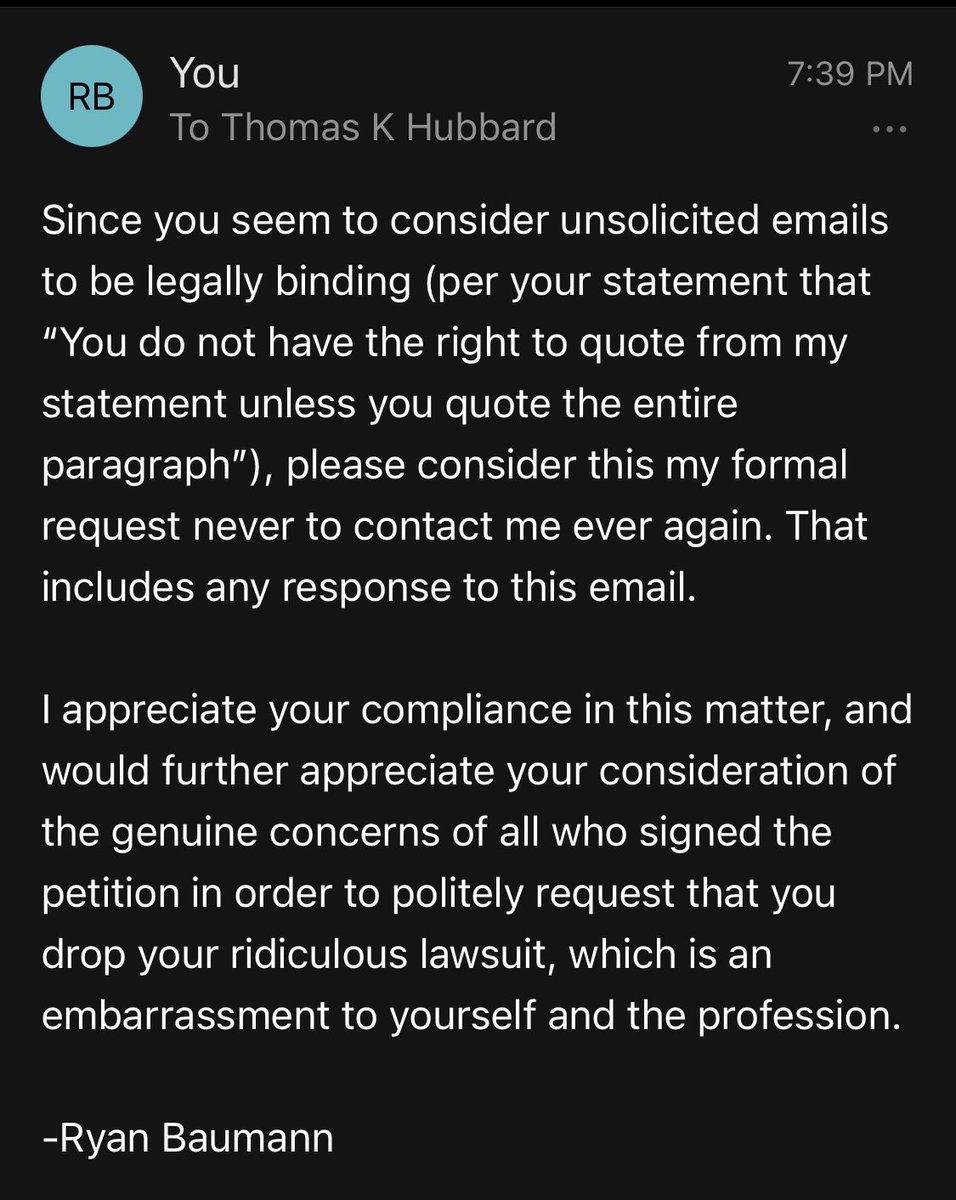 RB
You
7:39 PM
To Thomas K Hubbard
Since you seem to consider unsolicited emails
to be legally binding (per your statement that
“You do not have the right to quote from my
statement unless you quote the entire
paragraph”), please consider this my formal
request never to contact me ever again. That
includes any response to this email.
I appreciate your compliance in this matter, and
would further appreciate your consideration of
the genuine concerns of all who signed the
petition in order to politely request that you
drop your ridiculous lawsuit, which is an
embarrassment to yourself and the profession.
-Ryan Baumann